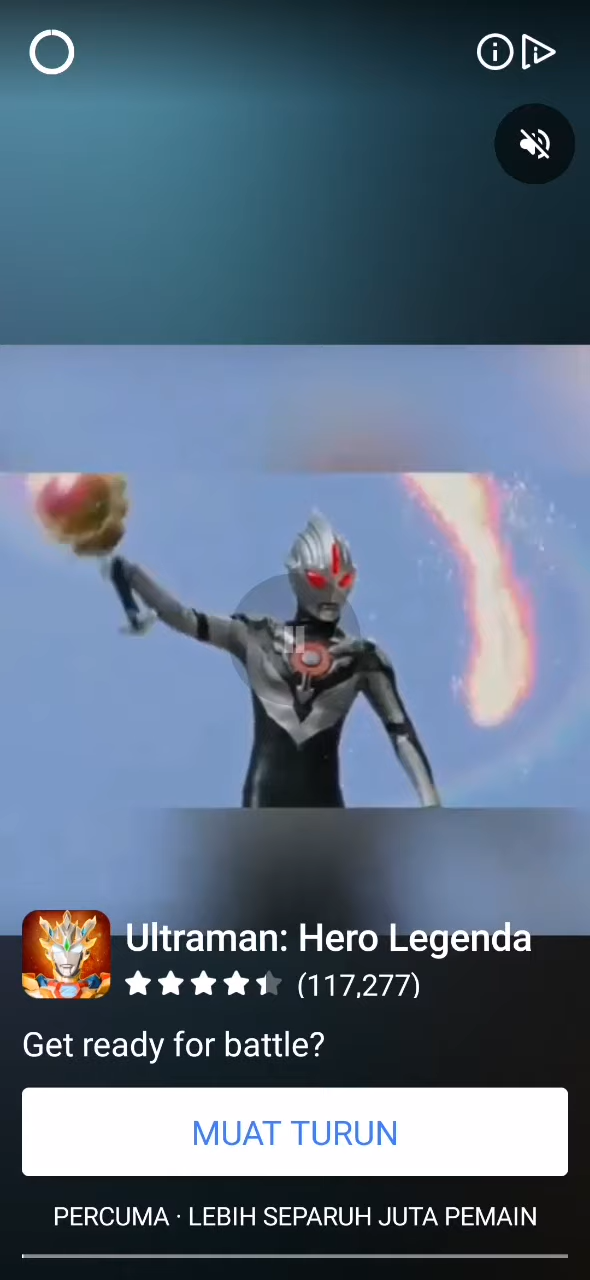 Ultraman: Hero Legenda
(117,277)
Get ready for battle?
MUAT TURUN
PERCUMA · LEBIH SEPARUH JUTA PEMAIN